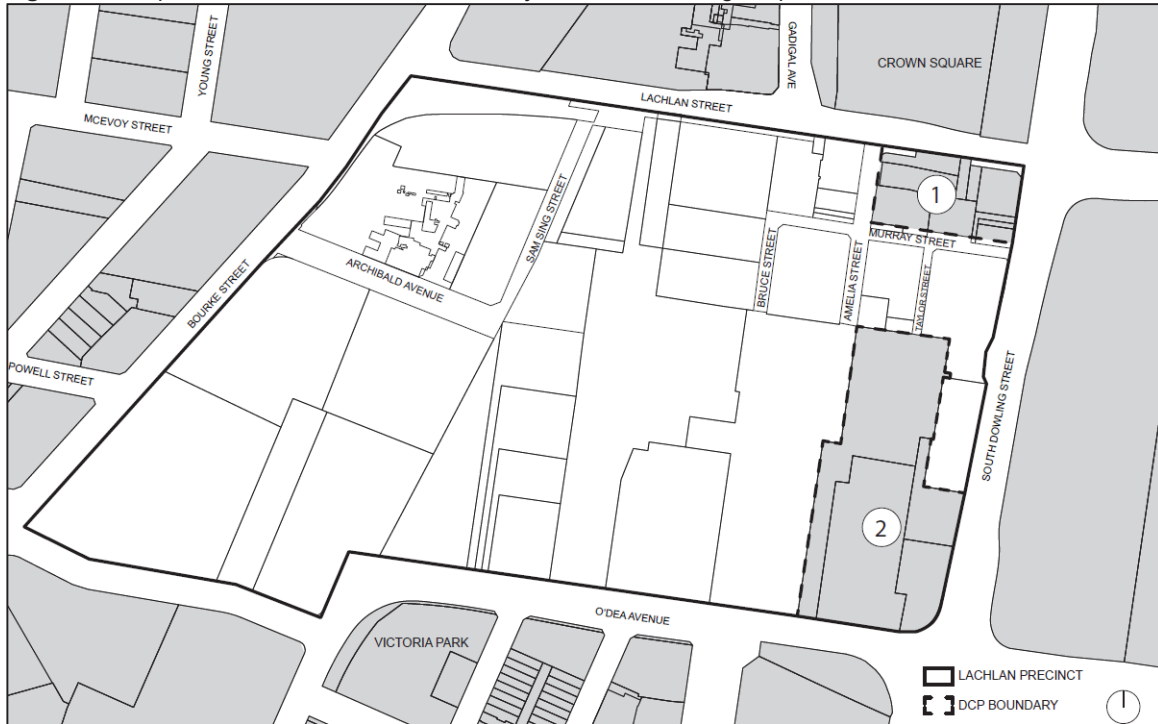 YOUNG STREET
GADIGAL AVE
CROWN SQUARE
LACHLAN STREET
MCEVOY STREET
1
SAM SING STREET
MURRAY STREET
ARCHIBALD AVENUE
BRUCE STREET
AMELIA STREET
TAYLOR STREET
BOURKE STREET
POWELL STREET
SOUTH DOWLING STREET
2
O'DEA AVENUE
VICTORIA PARK
LACHLAN PRECINCT
DCP BOUNDARY